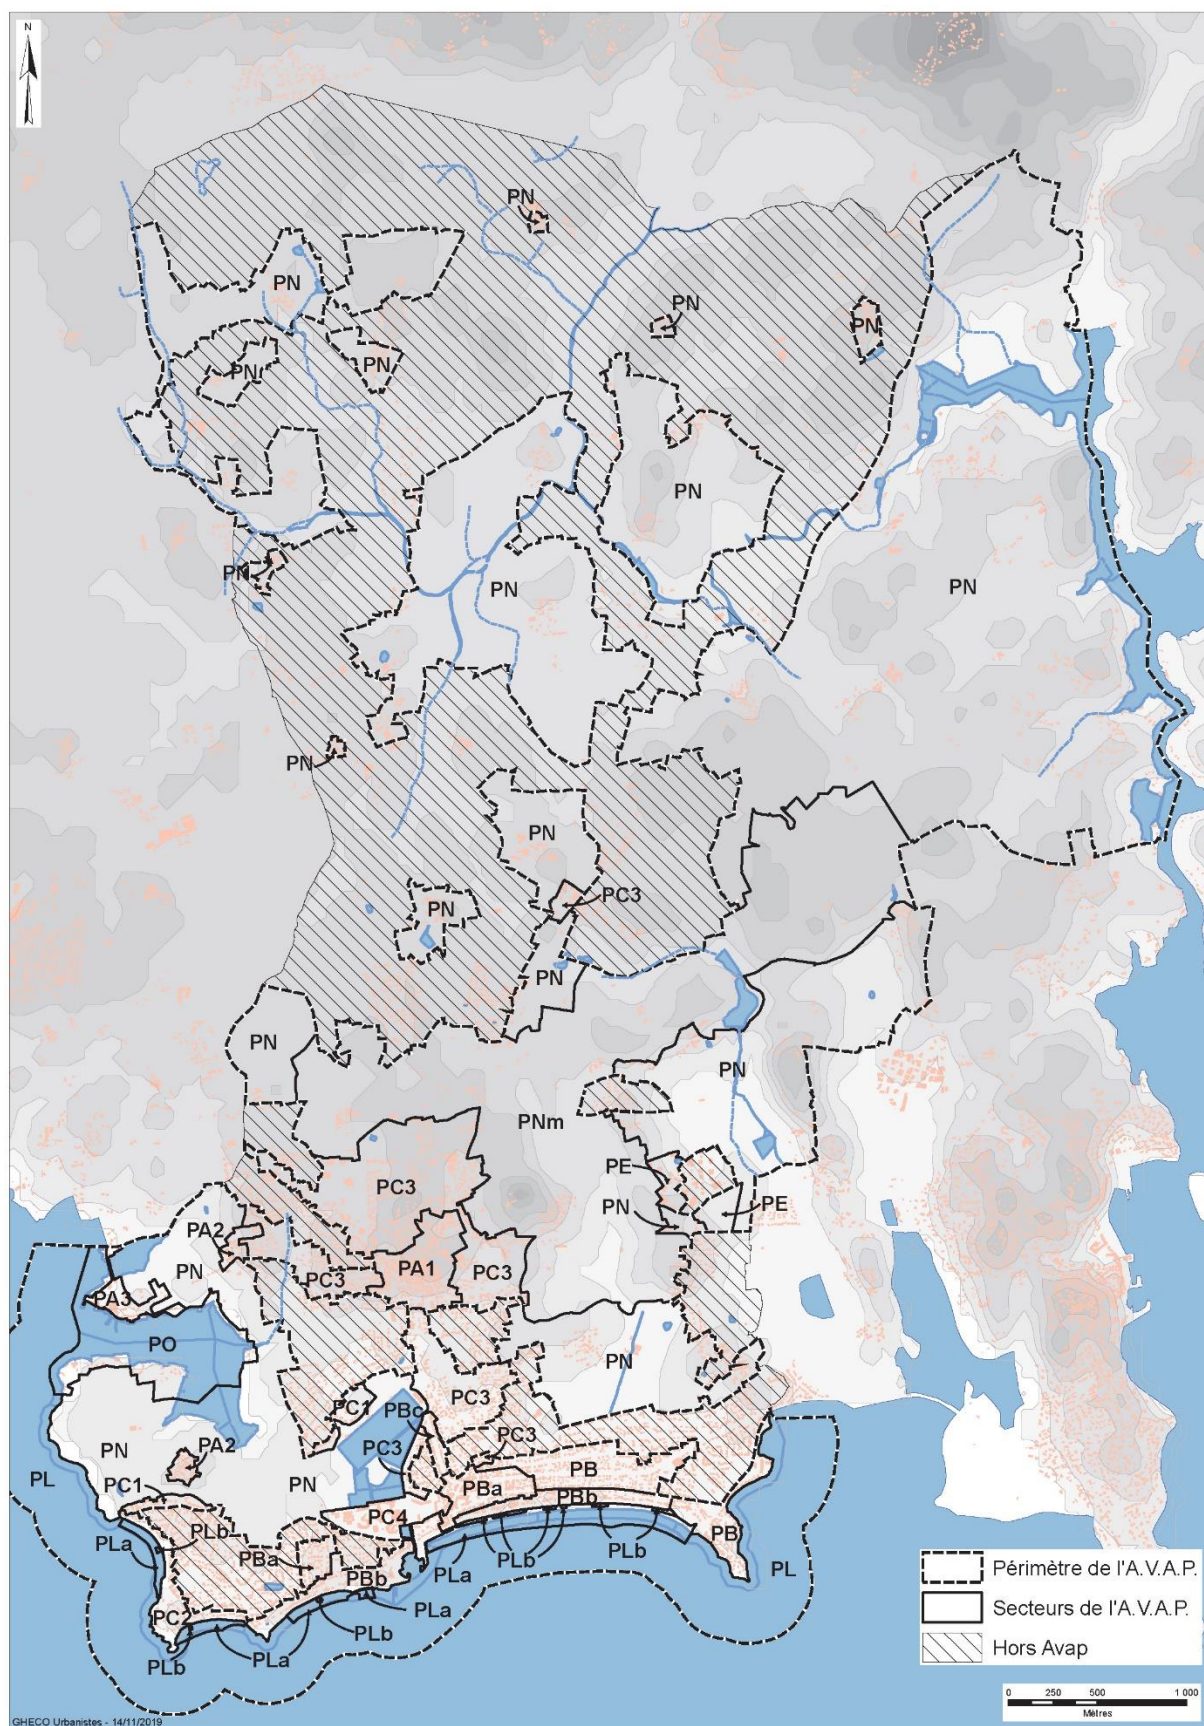 N
PN
PN
PN
PN
PN
PN
PN
PN
PN
PN
PN
PN
PN
PC3
PN
PN
PN
PNm
PE
PC3
PN
PE
PA2
PN
PC3
PA1
PC3
PA3
PO
PN
PC3
PC1
PBc
PC3
PN
PA2
PC3
PB
PL
PC1
PN
PBa
PBb
PC4
PLa
PLb
PBa
PLb
PLb
PB
PL
PBb
PLa
PC2
PLa
PLb
PLb
PLa
Périmètre de l'A.V.A.P.
Secteurs de l'A.V.A.P.
Hors Avap
0 250 500 1 000
Mètres
GHECO Urbanistes - 14/11/2019